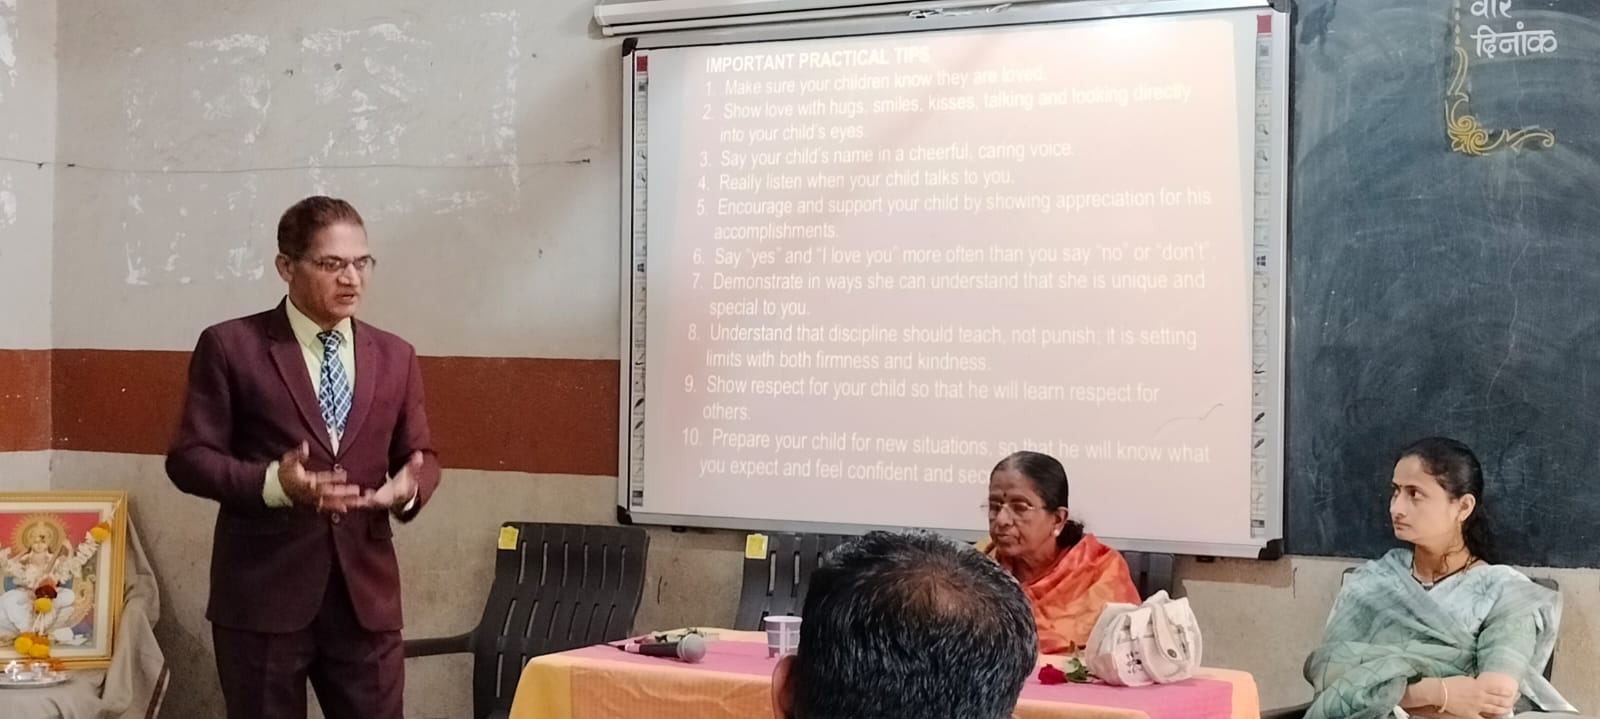 IMPORTANT PRACTICAL TIPS
1. Make sure your children know they are loved.
2. Show love with hugs, smiles, kisses, talking and looking directly
into your child's eyes.
3. Say your child's name in a cheerful, caring voice.
4. Really listen when your child talks to you.
5. Encourage and support your child by showing appreciation for his
accomplishments.
6. Say "yes" and "I love you" more often than you say "no" or "don't".
7. Demonstrate in ways she can understand that she is unique and
special to you.
8. Understand that discipline should teach, not punish; it is setting
limits with both firmness and kindness.
9. Show respect for your child so that he will learn respect for
others.
10. Prepare your child for new situations, so that he will know what
you expect and feel confident and
वार
दिनांक